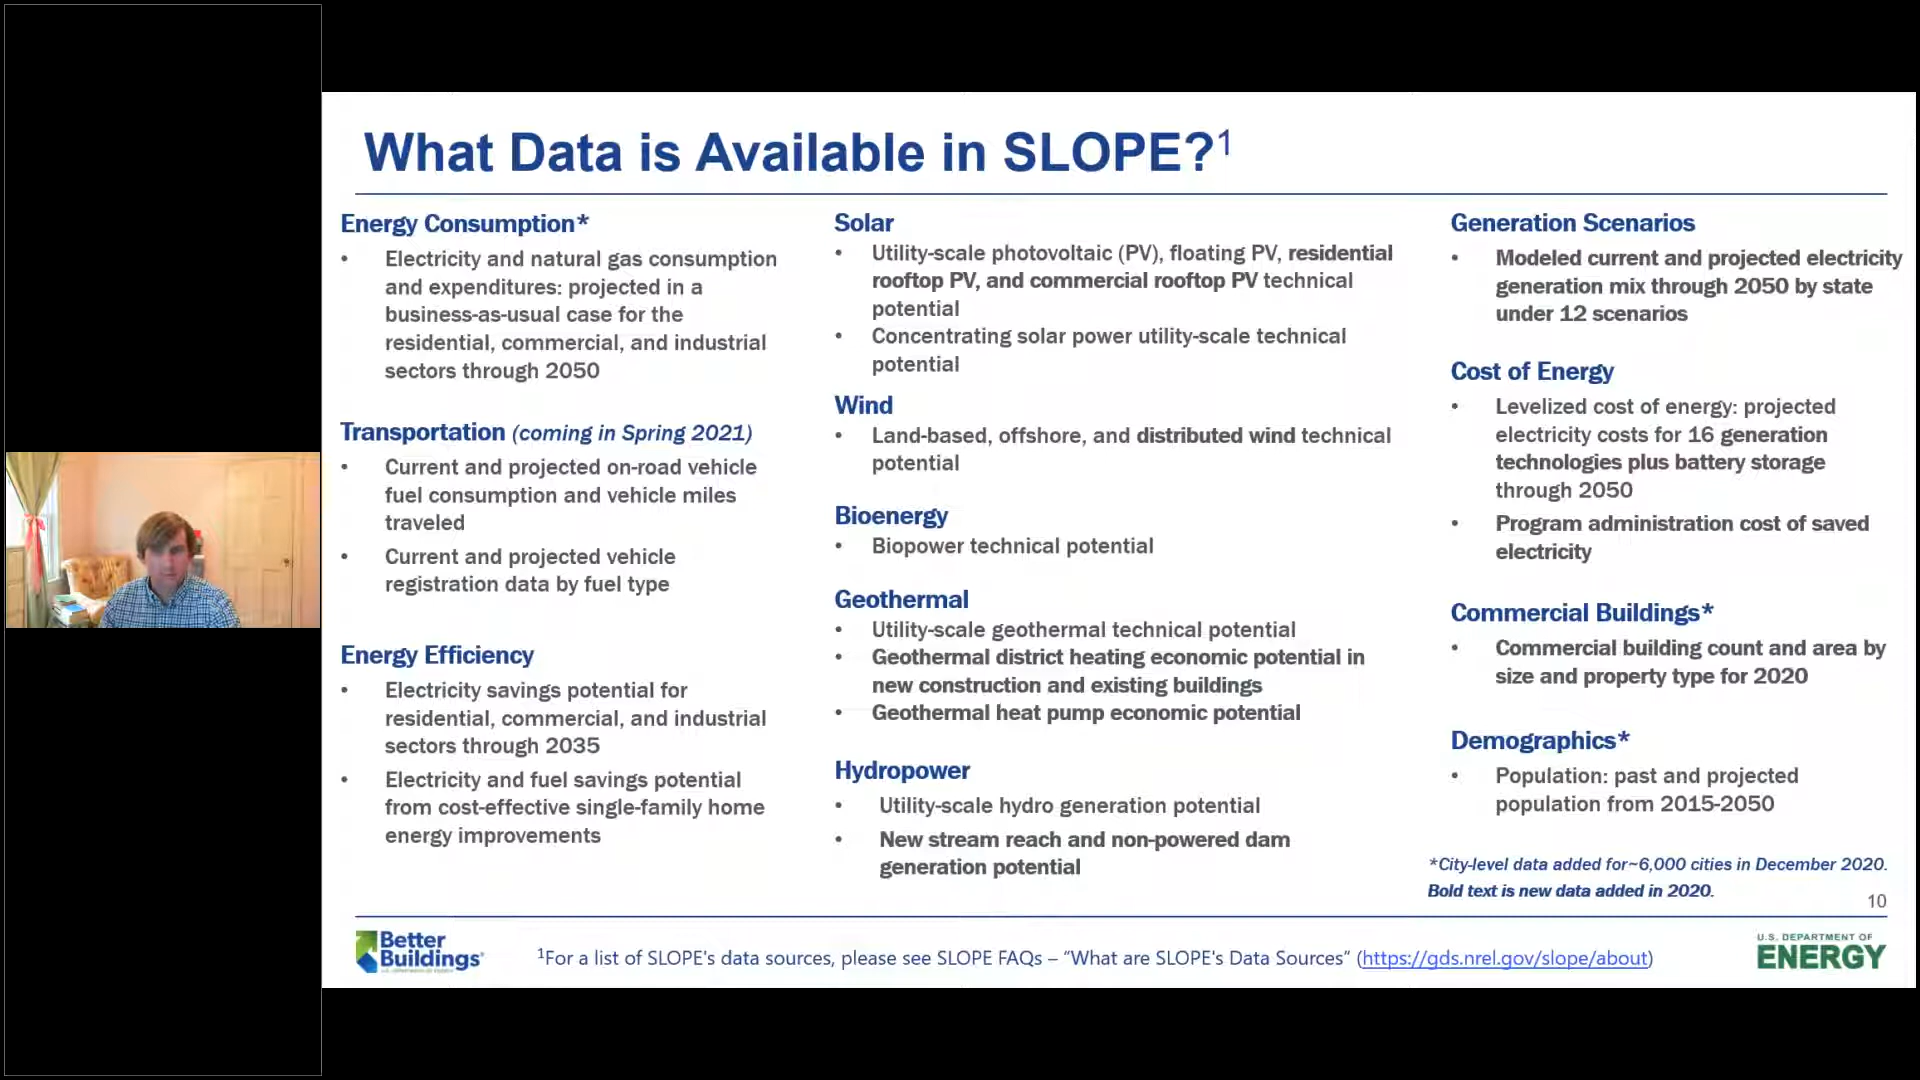 What Data is Available in SLOPE?1
Energy Consumption*
• Electricity and natural gas consumption
and expenditures: projected in a
business-as-usual case for the
residential, commercial, and industrial
sectors through 2050
Transportation (coming in Spring 2021)
• Current and projected on-road vehicle
fuel consumption and vehicle miles
traveled
• Current and projected vehicle
registration data by fuel type
Energy Efficiency
• Electricity savings potential for
residential, commercial, and industrial
sectors through 2035
• Electricity and fuel savings potential
from cost-effective single-family home
energy improvements
Solar
• Utility-scale photovoltaic (PV), floating PV, residential
rooftop PV, and commercial rooftop PV technical
potential
• Concentrating solar power utility-scale technical
potential
Wind
• Land-based, offshore, and distributed wind technical
potential
Bioenergy
• Biopower technical potential
Geothermal
• Utility-scale geothermal technical potential
• Geothermal district heating economic potential in
new construction and existing buildings
• Geothermal heat pump economic potential
Hydropower
• Utility-scale hydro generation potential
• New stream reach and non-powered dam
generation potential
Generation Scenarios
• Modeled current and projected electricity
generation mix through 2050 by state
under 12 scenarios
Cost of Energy
• Levelized cost of energy: projected
electricity costs for 16 generation
technologies plus battery storage
through 2050
• Program administration cost of saved
electricity
Commercial Buildings*
• Commercial building count and area by
size and property type for 2020
Demographics*
• Population: past and projected
population from 2015-2050
*City-level data added for~6,000 cities in December 2020.
Bold text is new data added in 2020.
10
Better
Buildings
1For a list of SLOPE's data sources, please see SLOPE FAQs – “What are SLOPE's Data Sources” (https://gds.nrel.gov/slope/about)
U.S. DEPARTMENT OF
ENERGY